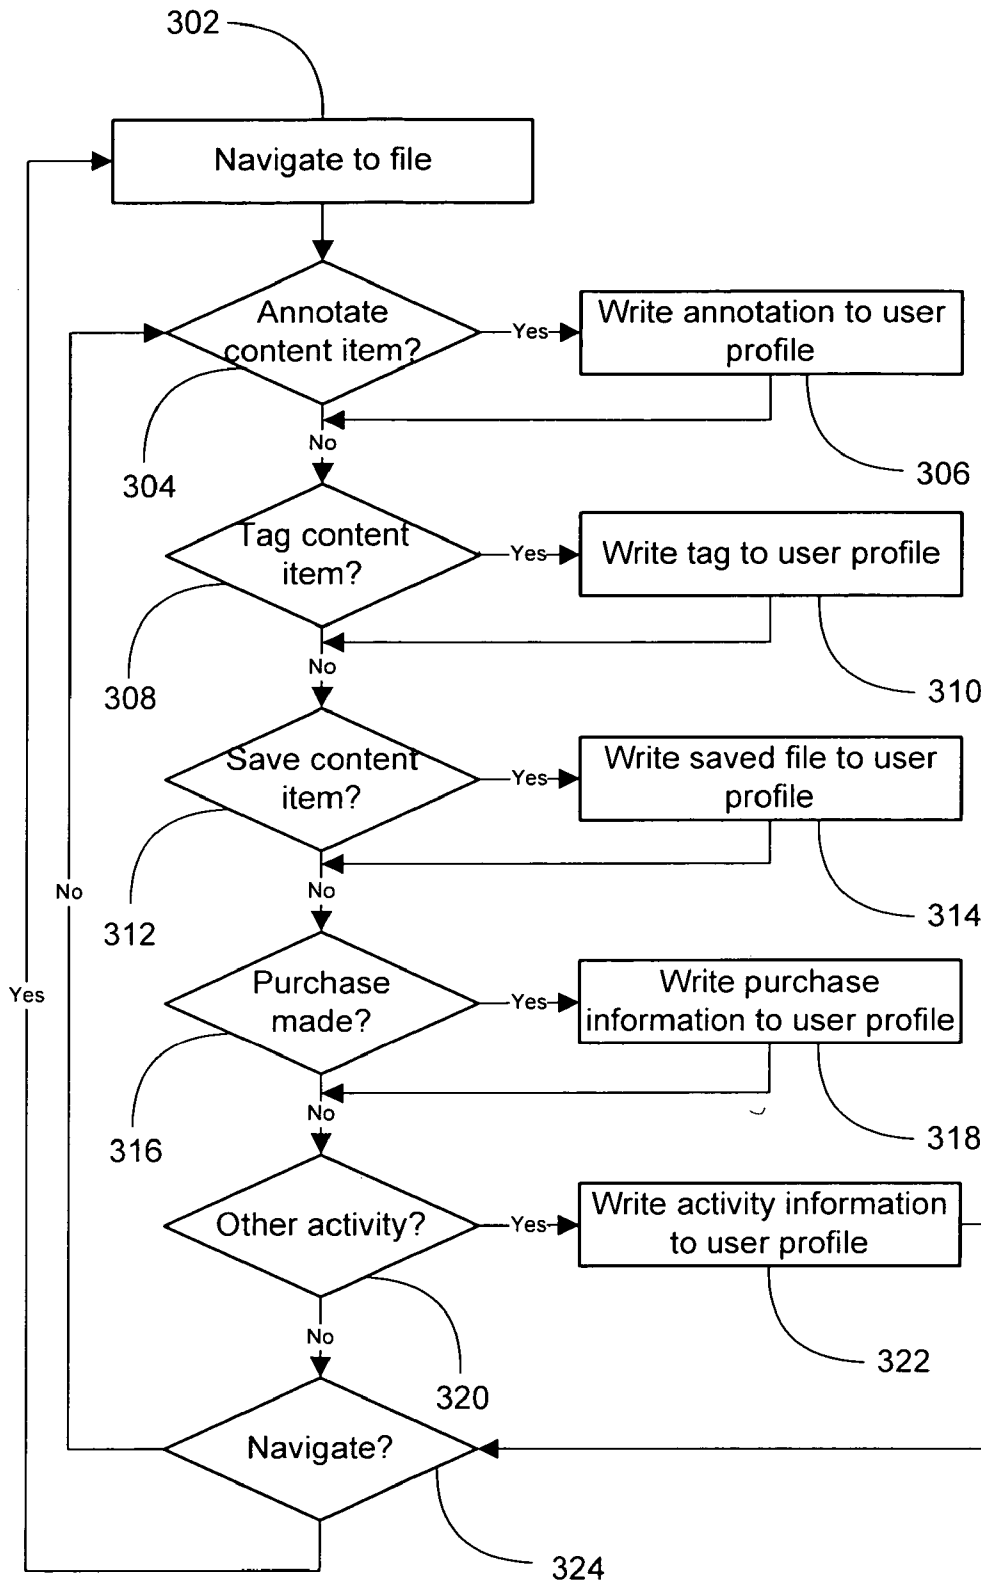 302
Navigate to file
Annotate
content item?
Yes
Write annotation to user
profile
304
No
306
Tag content
item?
Yes
Write tag to user profile
308
No
310
Save content
item?
Yes
Write saved file to user
profile
No
312
No
314
Yes
Purchase
made?
Yes
Write purchase
information to user profile
316
No
318
Other activity?
Yes
Write activity information
to user profile
No
320
322
Navigate?
324